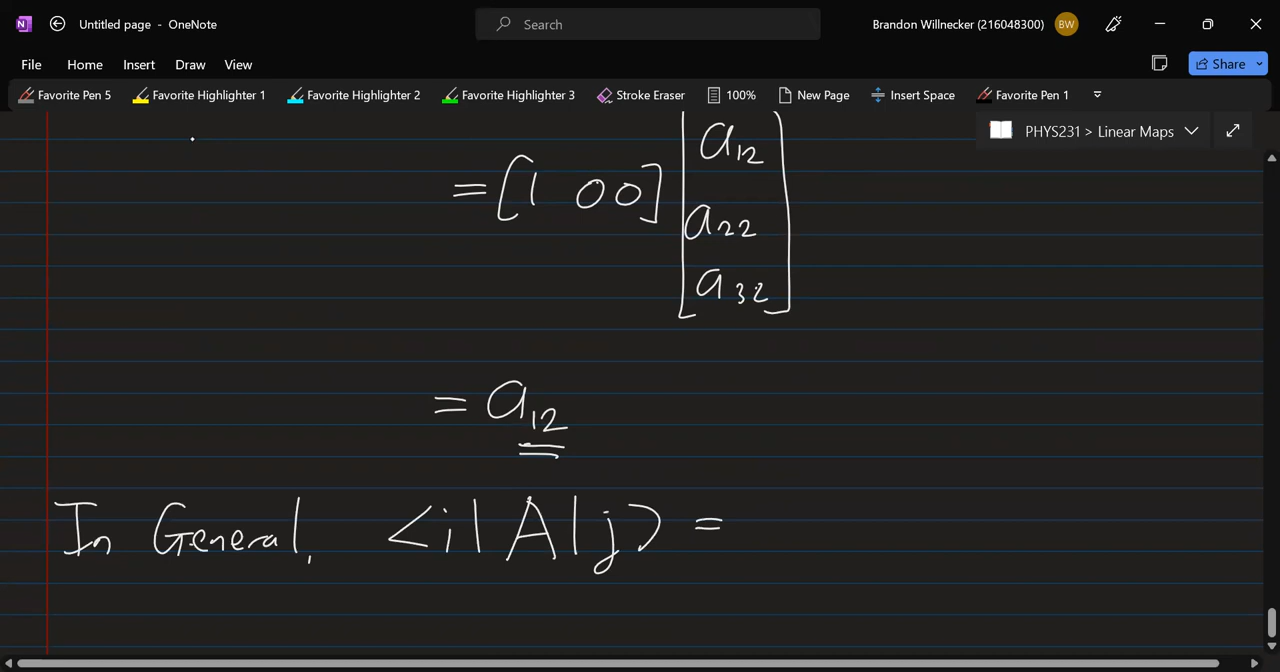 Untitled page - OneNote
Search
Brandon Willnecker (216048300) BW
File Home Insert Draw View Share
Favorite Pen 5 Favorite Highlighter 1 Favorite Highlighter 2 Favorite Highlighter 3 Stroke Eraser 100% New Page Insert Space Favorite Pen 1
PHYS231 > Linear Maps
= [1 0 0] [a₁₂
a₂₂
a₃₂]
= a₁₂
In General, <i|A|j> =